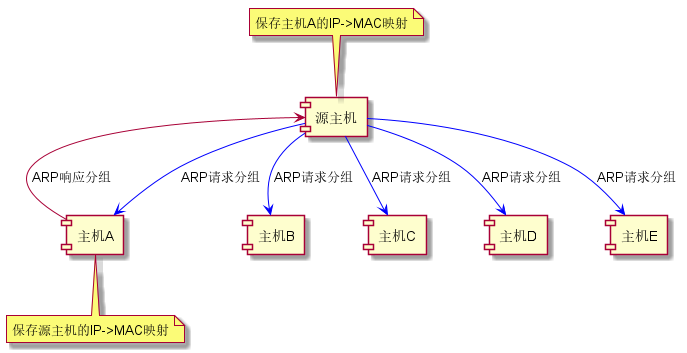 保存主机A的IP->MAC映射
源主机
ARP响应分组
ARP请求分组
ARP请求分组
ARP请求分组
ARP请求分组
ARP请求分组
主机A
主机B
主机C
主机D
主机E
保存源主机的IP->MAC映射